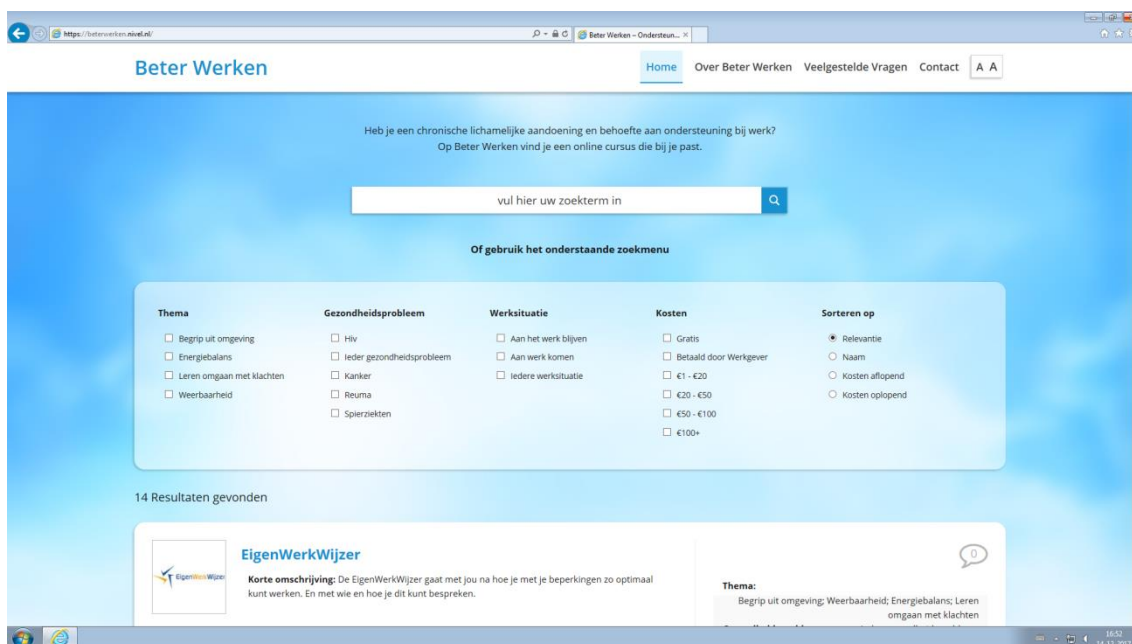 https://beterwerken.nivel.nl/
Beter Werken – Ondersteun...
Beter Werken
Home Over Beter Werken Veelgestelde Vragen Contact A A
Heb je een chronische lichamelijke aandoening en behoefte aan ondersteuning bij werk?
Op Beter Werken vind je een online cursus die bij je past.
vul hier uw zoekterm in
Of gebruik het onderstaande zoekmenu
Thema
Begrip uit omgeving
Energiebalans
Leren omgaan met klachten
Weerbaarheid
Gezondheidsprobleem
Hiv
Ieder gezondheidsprobleem
Kanker
Reuma
Spierziekten
Werksituatie
Aan het werk blijven
Aan werk komen
Iedere werksituatie
Kosten
Gratis
Betaald door Werkgever
€1 - €20
€20 - €50
€50 - €100
€100+
Sorteren op
Relevantie
Naam
Kosten aflopend
Kosten oplopend
14 Resultaten gevonden
EigenWerkWijzer
EigenWerkWijzer
Korte omschrijving: De EigenWerkWijzer gaat met jou na hoe je met je beperkingen zo optimaal
kunt werken. En met wie en hoe je dit kunt bespreken.
0
Thema:
Begrip uit omgeving; Weerbaarheid; Energiebalans; Leren
omgaan met klachten
16:52